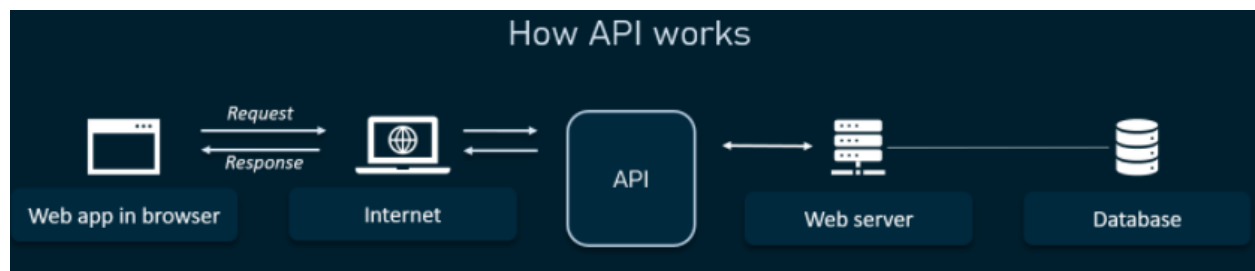 How API works
Request
Response
API
Web app in browser
Internet
Web server
Database